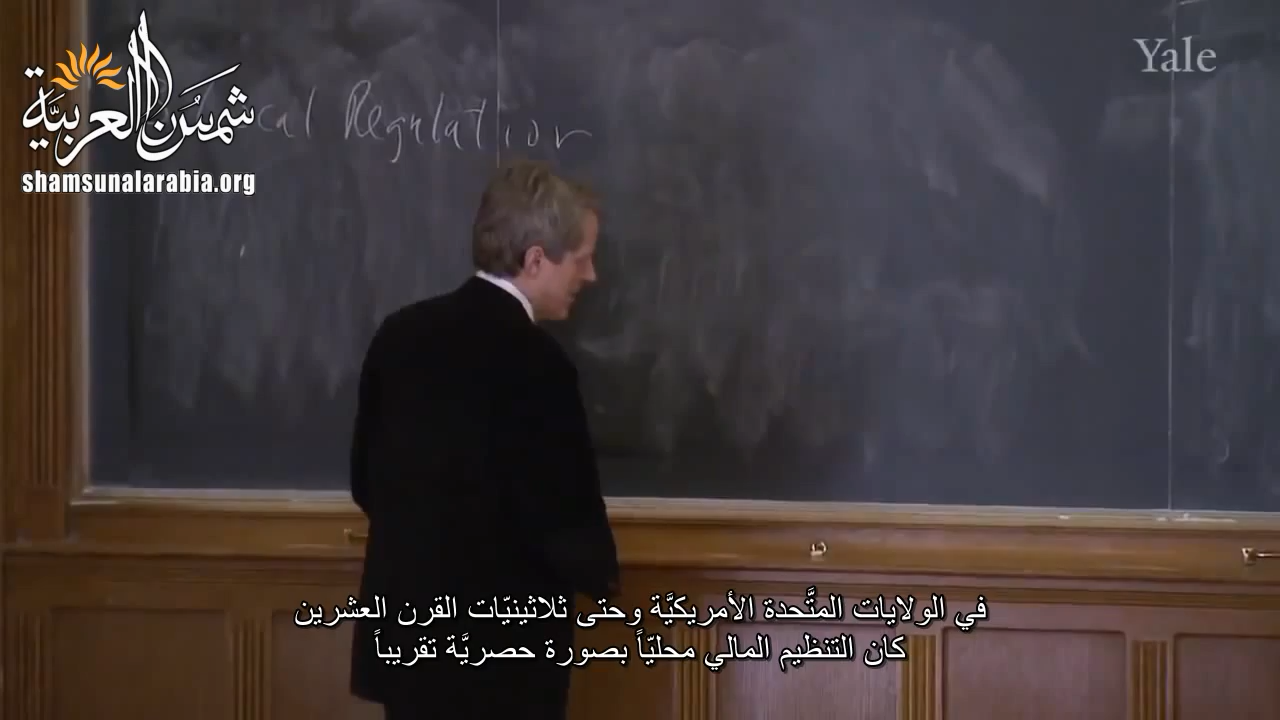 Yale
شمسُ العربيَّة
shamsunalarabia.org
Regulation
في الولايات المتَّحدة الأمريكيَّة وحتى ثلاثينيّات القرن العشرين
كان التنظيم المالي محليّاً بصورة حصريَّة تقريباً